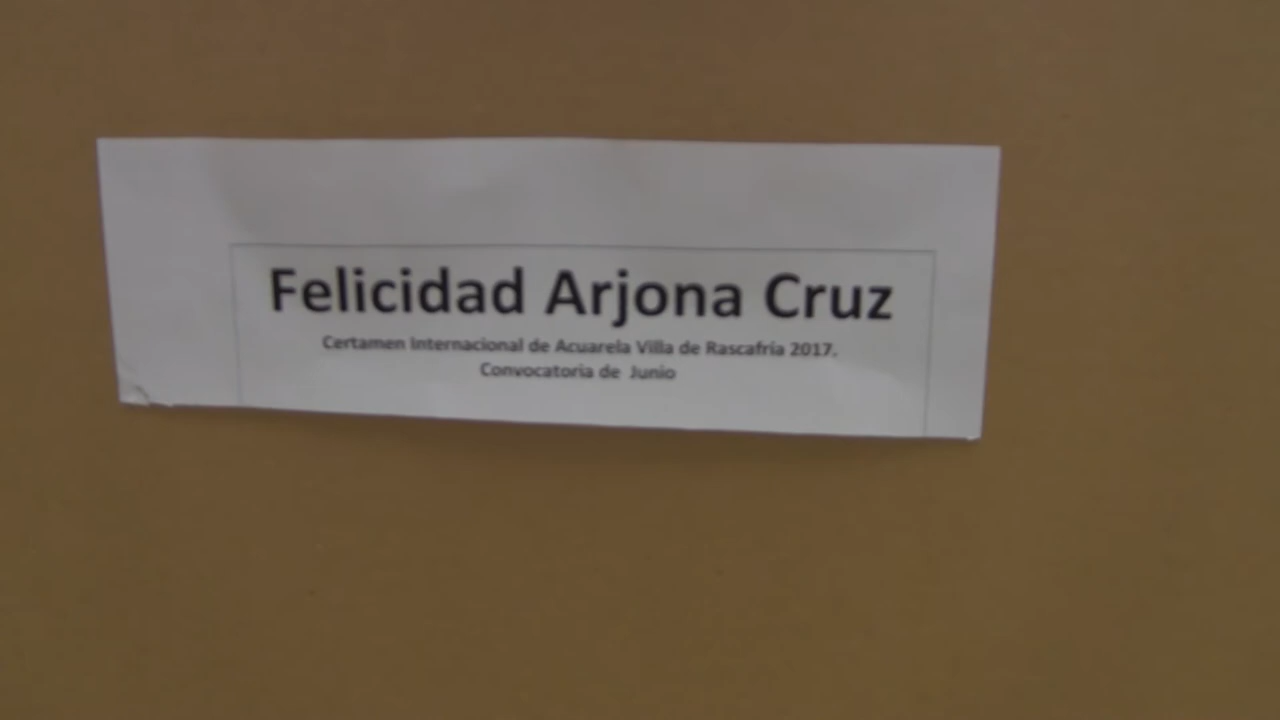 Felicidad Arjona Cruz
Certamen Internacional de Acuarela Villa de Rascafría 2017.
Convocatoria de Junio